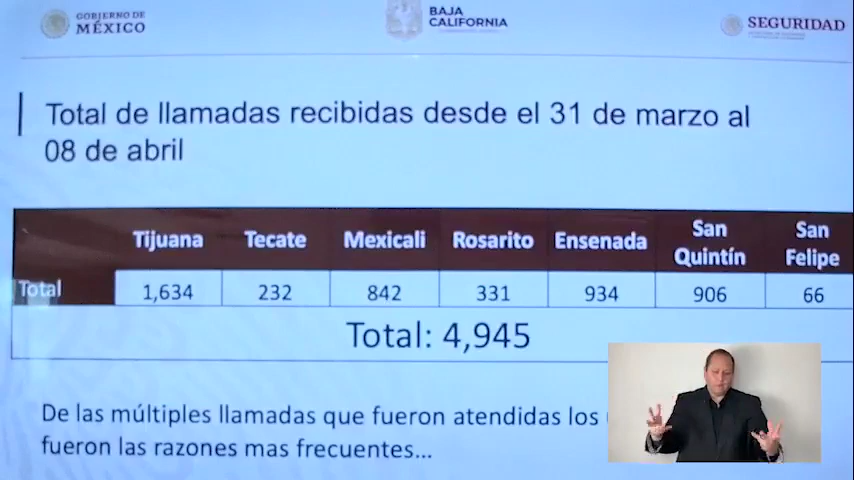 GOBIERNO DE
MÉXICO
BAJA
CALIFORNIA
SEGURIDAD
Total de llamadas recibidas desde el 31 de marzo al
08 de abril
Tijuana Tecate Mexicali Rosarito Ensenada San Quintín San Felipe
Total 1,634 232 842 331 934 906 66
Total: 4,945
De las múltiples llamadas que fueron atendidas los
fueron las razones mas frecuentes...